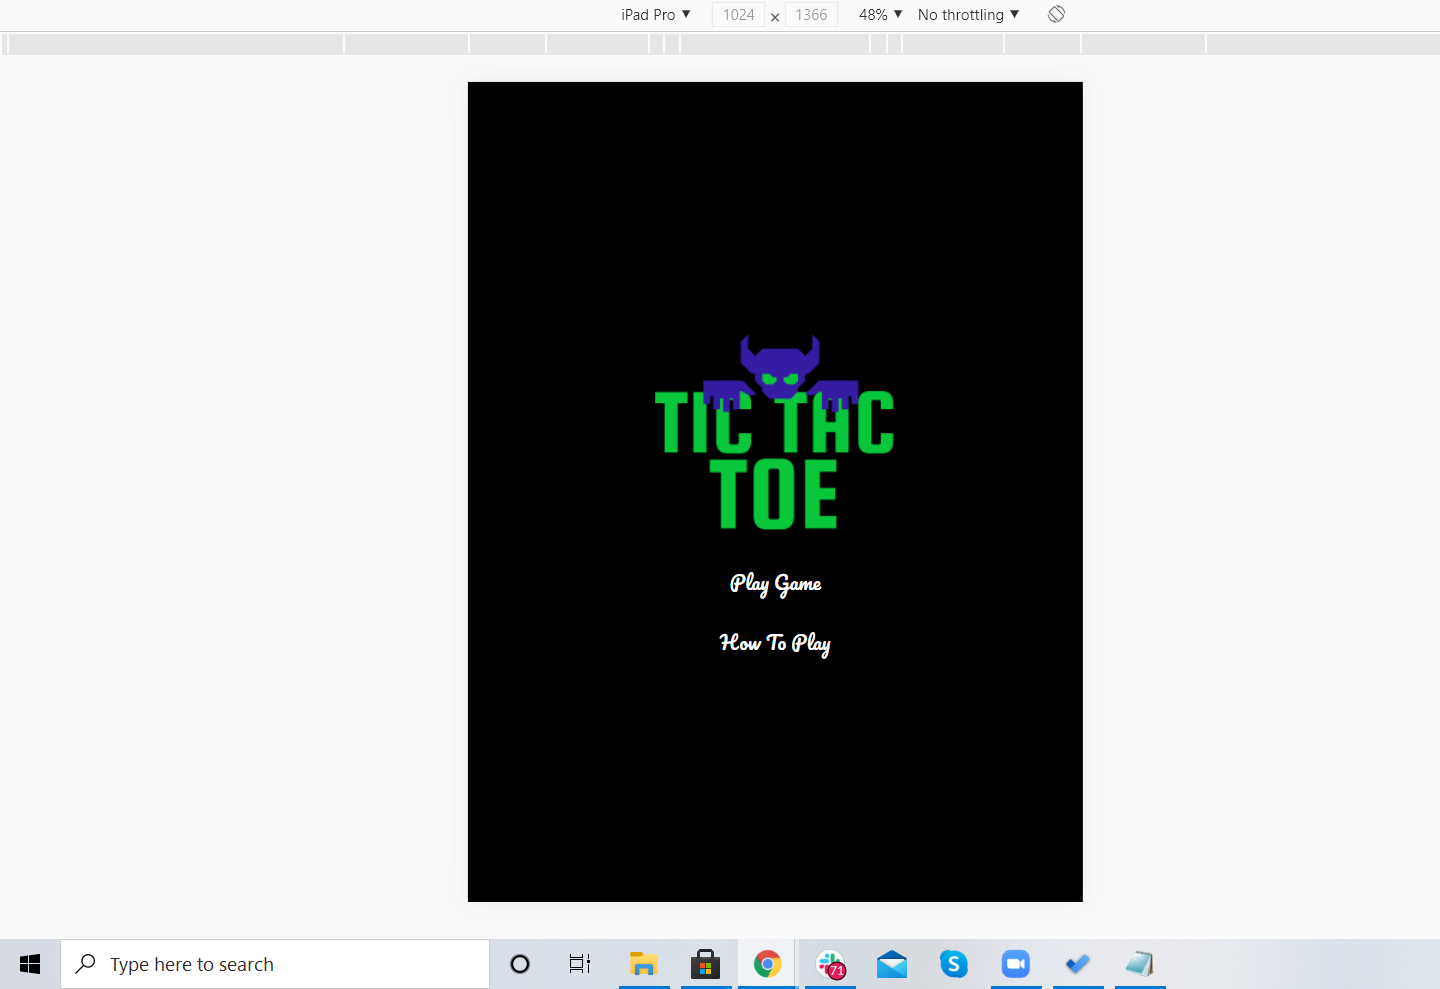 iPad Pro ▼ 1024 × 1366 48% ▼ No throttling ▼
TIC TAC
TOE
Play Game
How To Play
Type here to search
71
S